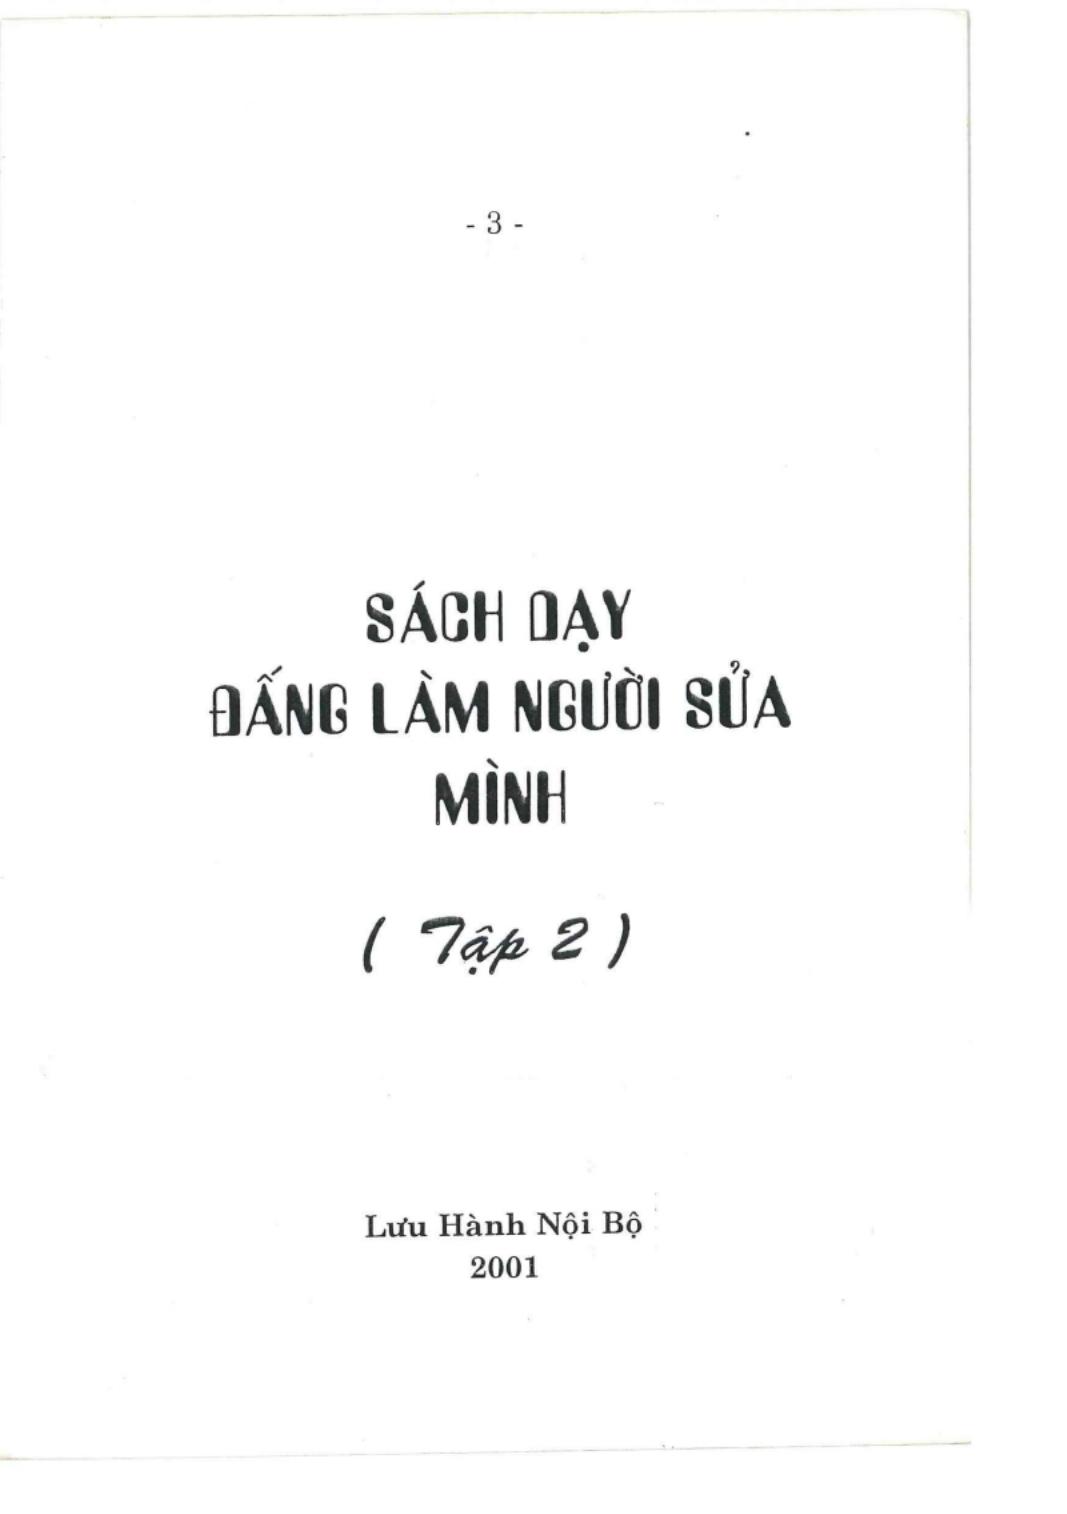 - 3 -
SÁCH DẠY
ĐẤNG LÀM NGƯỜI SỬA
MÌNH
( Tập 2 )
Lưu Hành Nội Bộ
2001